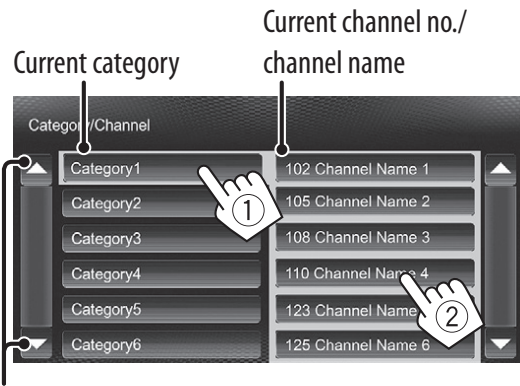 Current channel no./
Current category channel name
Category/Channel
Category1 102 Channel Name 1
Category2 105 Channel Name 2
Category3 108 Channel Name 3
Category4 110 Channel Name 4
Category5 123 Channel Name
Category6 125 Channel Name 6
1
2